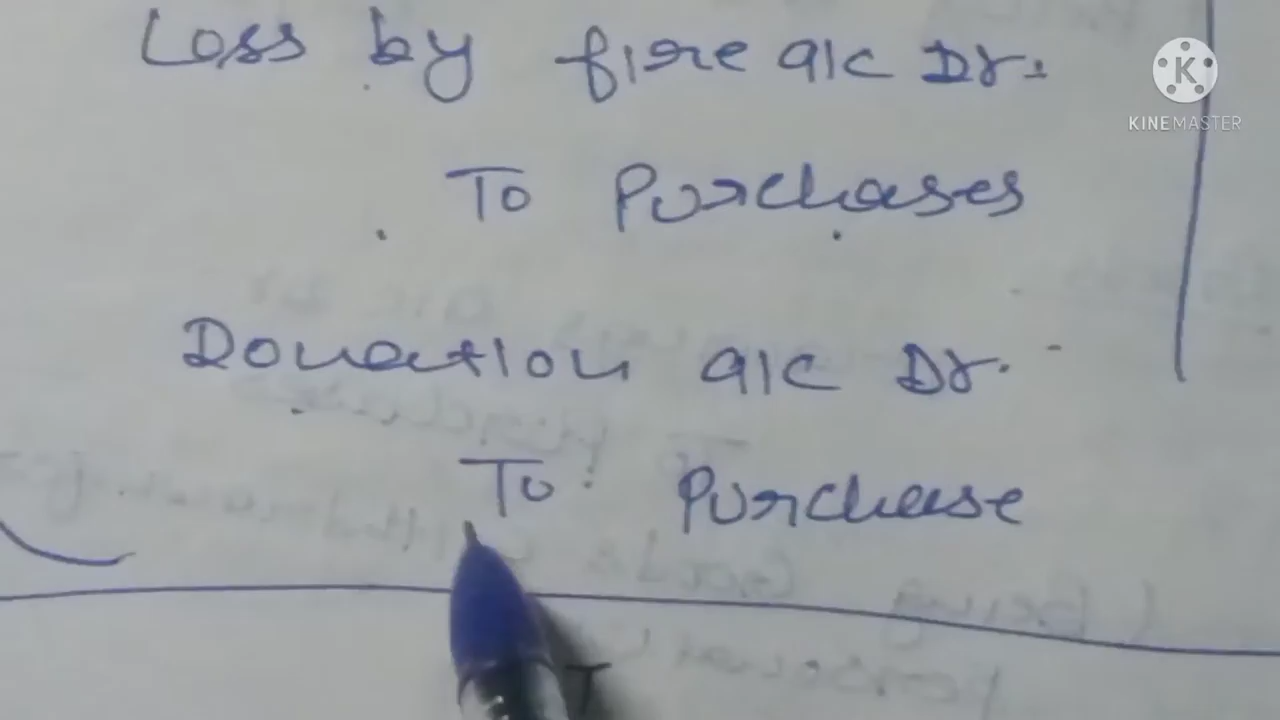 Loss by fire a/c Dr.
K
KINEMASTER
To Purchases
Donation a/c Dr.
To Purchase
T